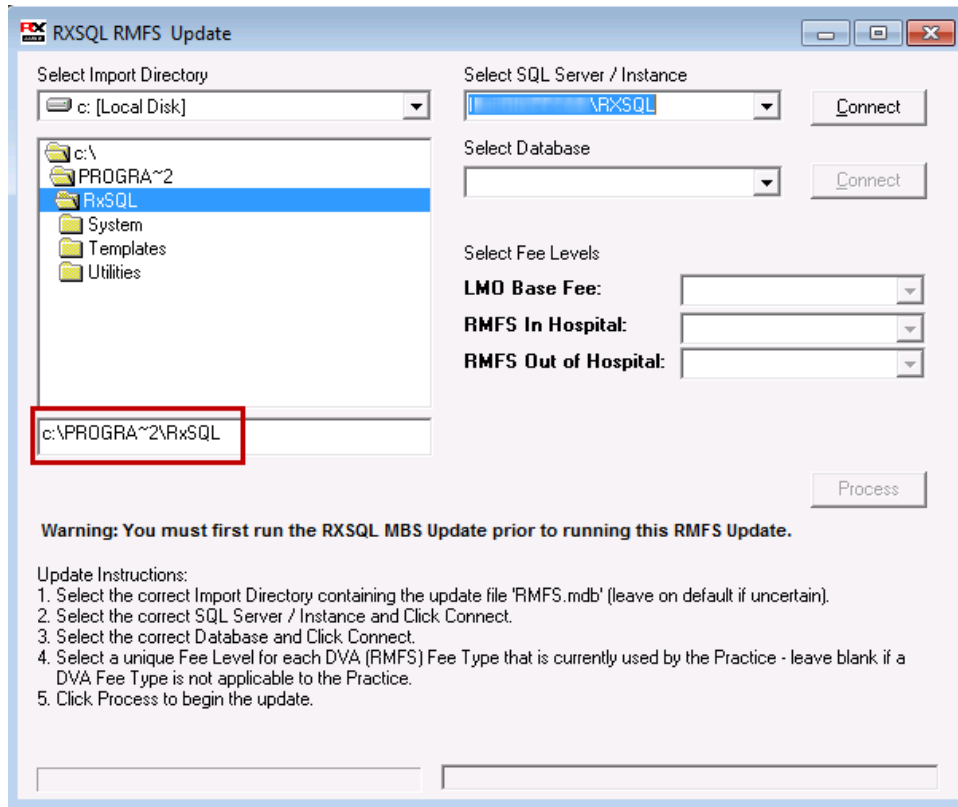 RX RXSQL RMFS Update
Select Import Directory
c: [Local Disk]
c:\
PROGRA~2
RxSQL
System
Templates
Utilities
c:\PROGRA~2\RxSQL
Select SQL Server / Instance
\RXSQL
Connect
Select Database
Connect
Select Fee Levels
LMO Base Fee:
RMFS In Hospital:
RMFS Out of Hospital:
Process
Warning: You must first run the RXSQL MBS Update prior to running this RMFS Update.
Update Instructions:
1. Select the correct Import Directory containing the update file 'RMFS.mdb' (leave on default if uncertain).
2. Select the correct SQL Server / Instance and Click Connect.
3. Select the correct Database and Click Connect.
4. Select a unique Fee Level for each DVA (RMFS) Fee Type that is currently used by the Practice - leave blank if a
DVA Fee Type is not applicable to the Practice.
5. Click Process to begin the update.